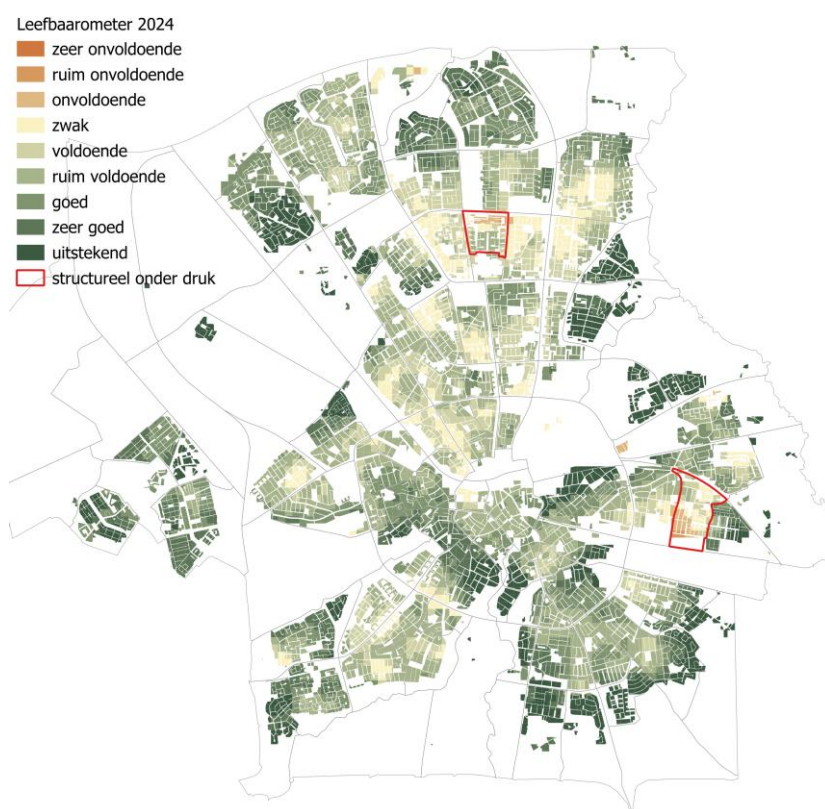 Leefbaarometer 2024
zeer onvoldoende
ruim onvoldoende
onvoldoende
zwak
voldoende
ruim voldoende
goed
zeer goed
uitstekend
structureel onder druk